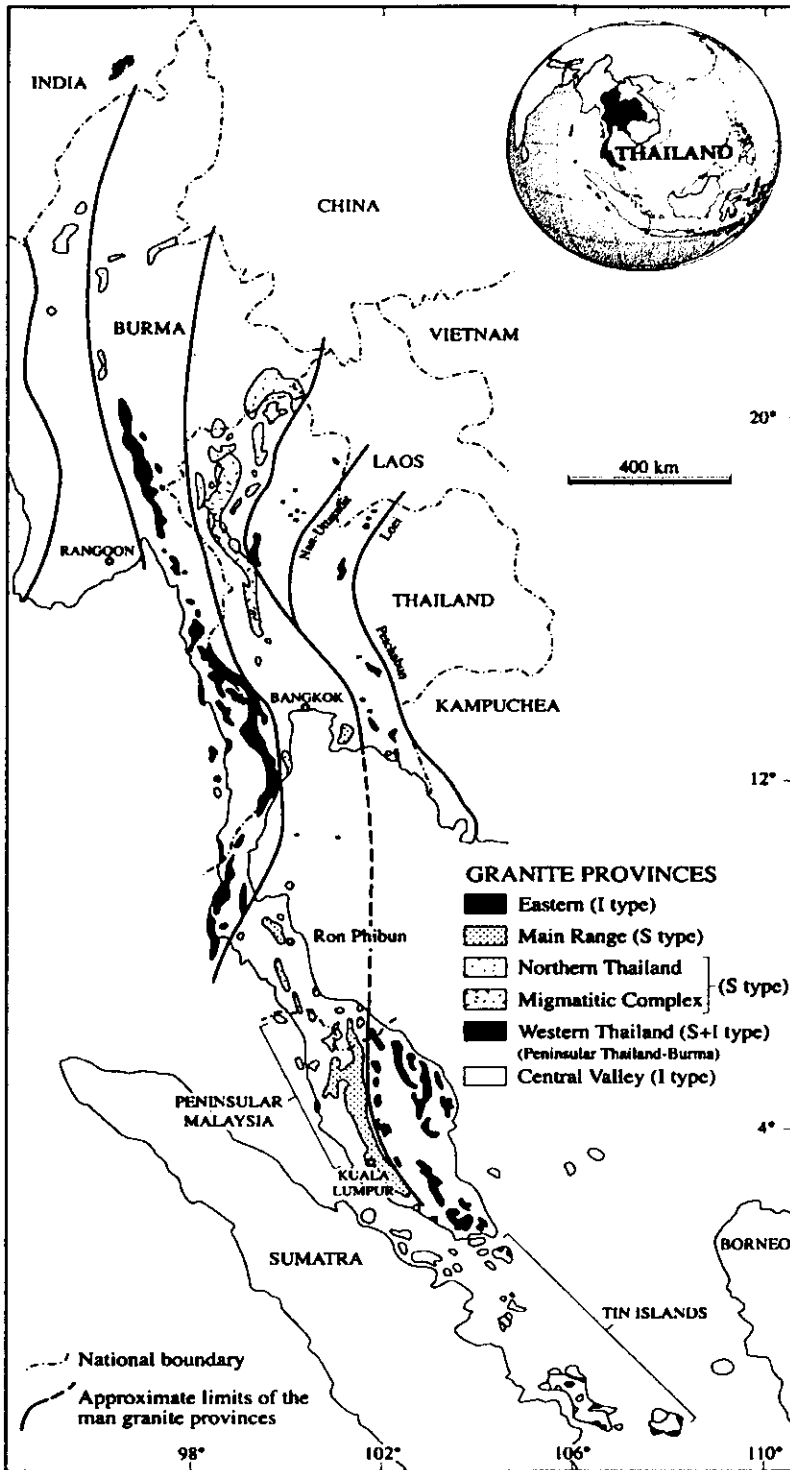 INDIA
THAILAND
CHINA
BURMA
VIETNAM
20°
LAOS
400 km
Nan-Uttaradit
Loei
RANGOON
THAILAND
Petchabun
BANGKOK
KAMPUCHEA
12°
GRANITE PROVINCES
Eastern (I type)
Ron Phibun
Main Range (S type)
Northern Thailand
Migmatitic Complex
(S type)
Western Thailand (S+I type)
(Peninsular Thailand-Burma)
Central Valley (I type)
PENINSULAR
MALAYSIA
4°
KUALA
LUMPUR
SUMATRA
BORNEO
TIN ISLANDS
National boundary
Approximate limits of the
man granite provinces
98°
102°
106°
110°